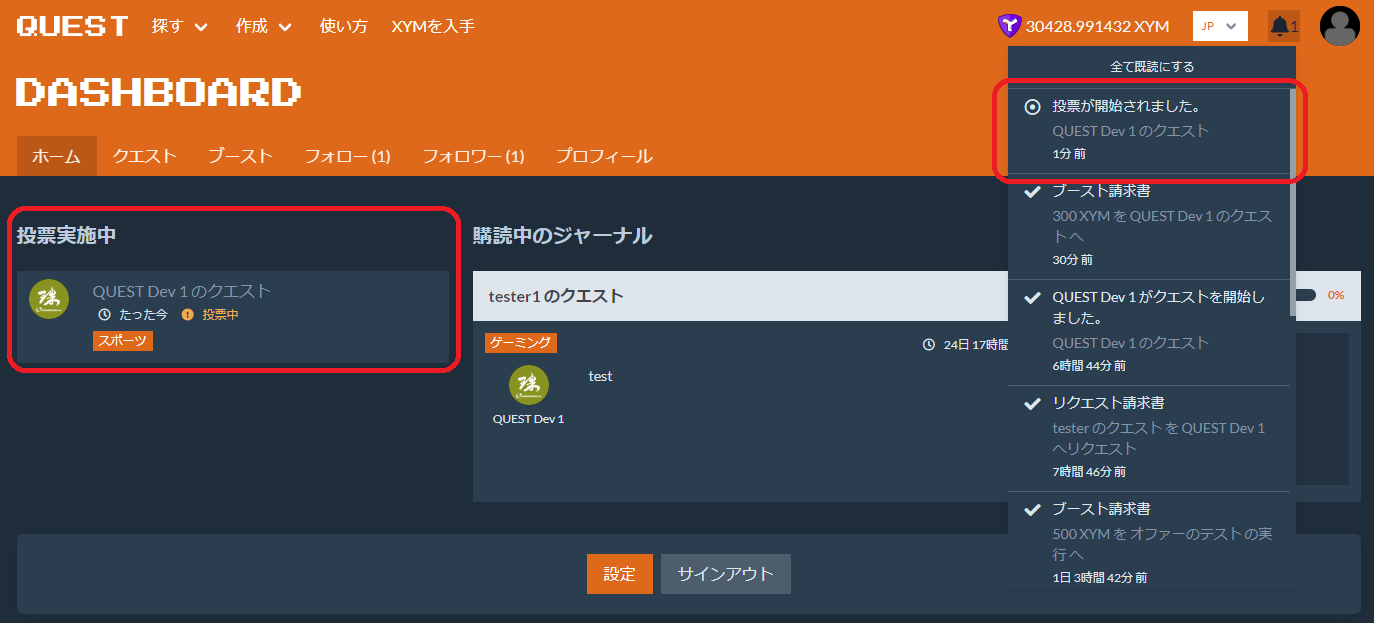 QUEST 探す 作成 使い方 XYMを入手 30428.991432 XYM JP 1
DASHBOARD
ホーム クエスト ブースト フォロー (1) フォロワー (1) プロフィール
全て既読にする
投票が開始されました。
QUEST Dev 1 のクエスト
1分 前
ブースト請求書
300 XYM を QUEST Dev 1 のクエス
ト へ
30分 前
QUEST Dev 1 がクエストを開始し
ました。
QUEST Dev 1 のクエスト
6時間 44分 前
リクエスト請求書
tester のクエスト を QUEST Dev 1
へリクエスト
7時間 46分 前
ブースト請求書
500 XYM を オファーのテスト の実
行 へ
1日 3時間 42分 前
投票実施中
QUEST Dev 1 のクエスト
たった今 投票中
スポーツ
購読中のジャーナル
tester1 のクエスト 0%
ゲーミング 24日 17時間
test
QUEST Dev 1
設定 サインアウト